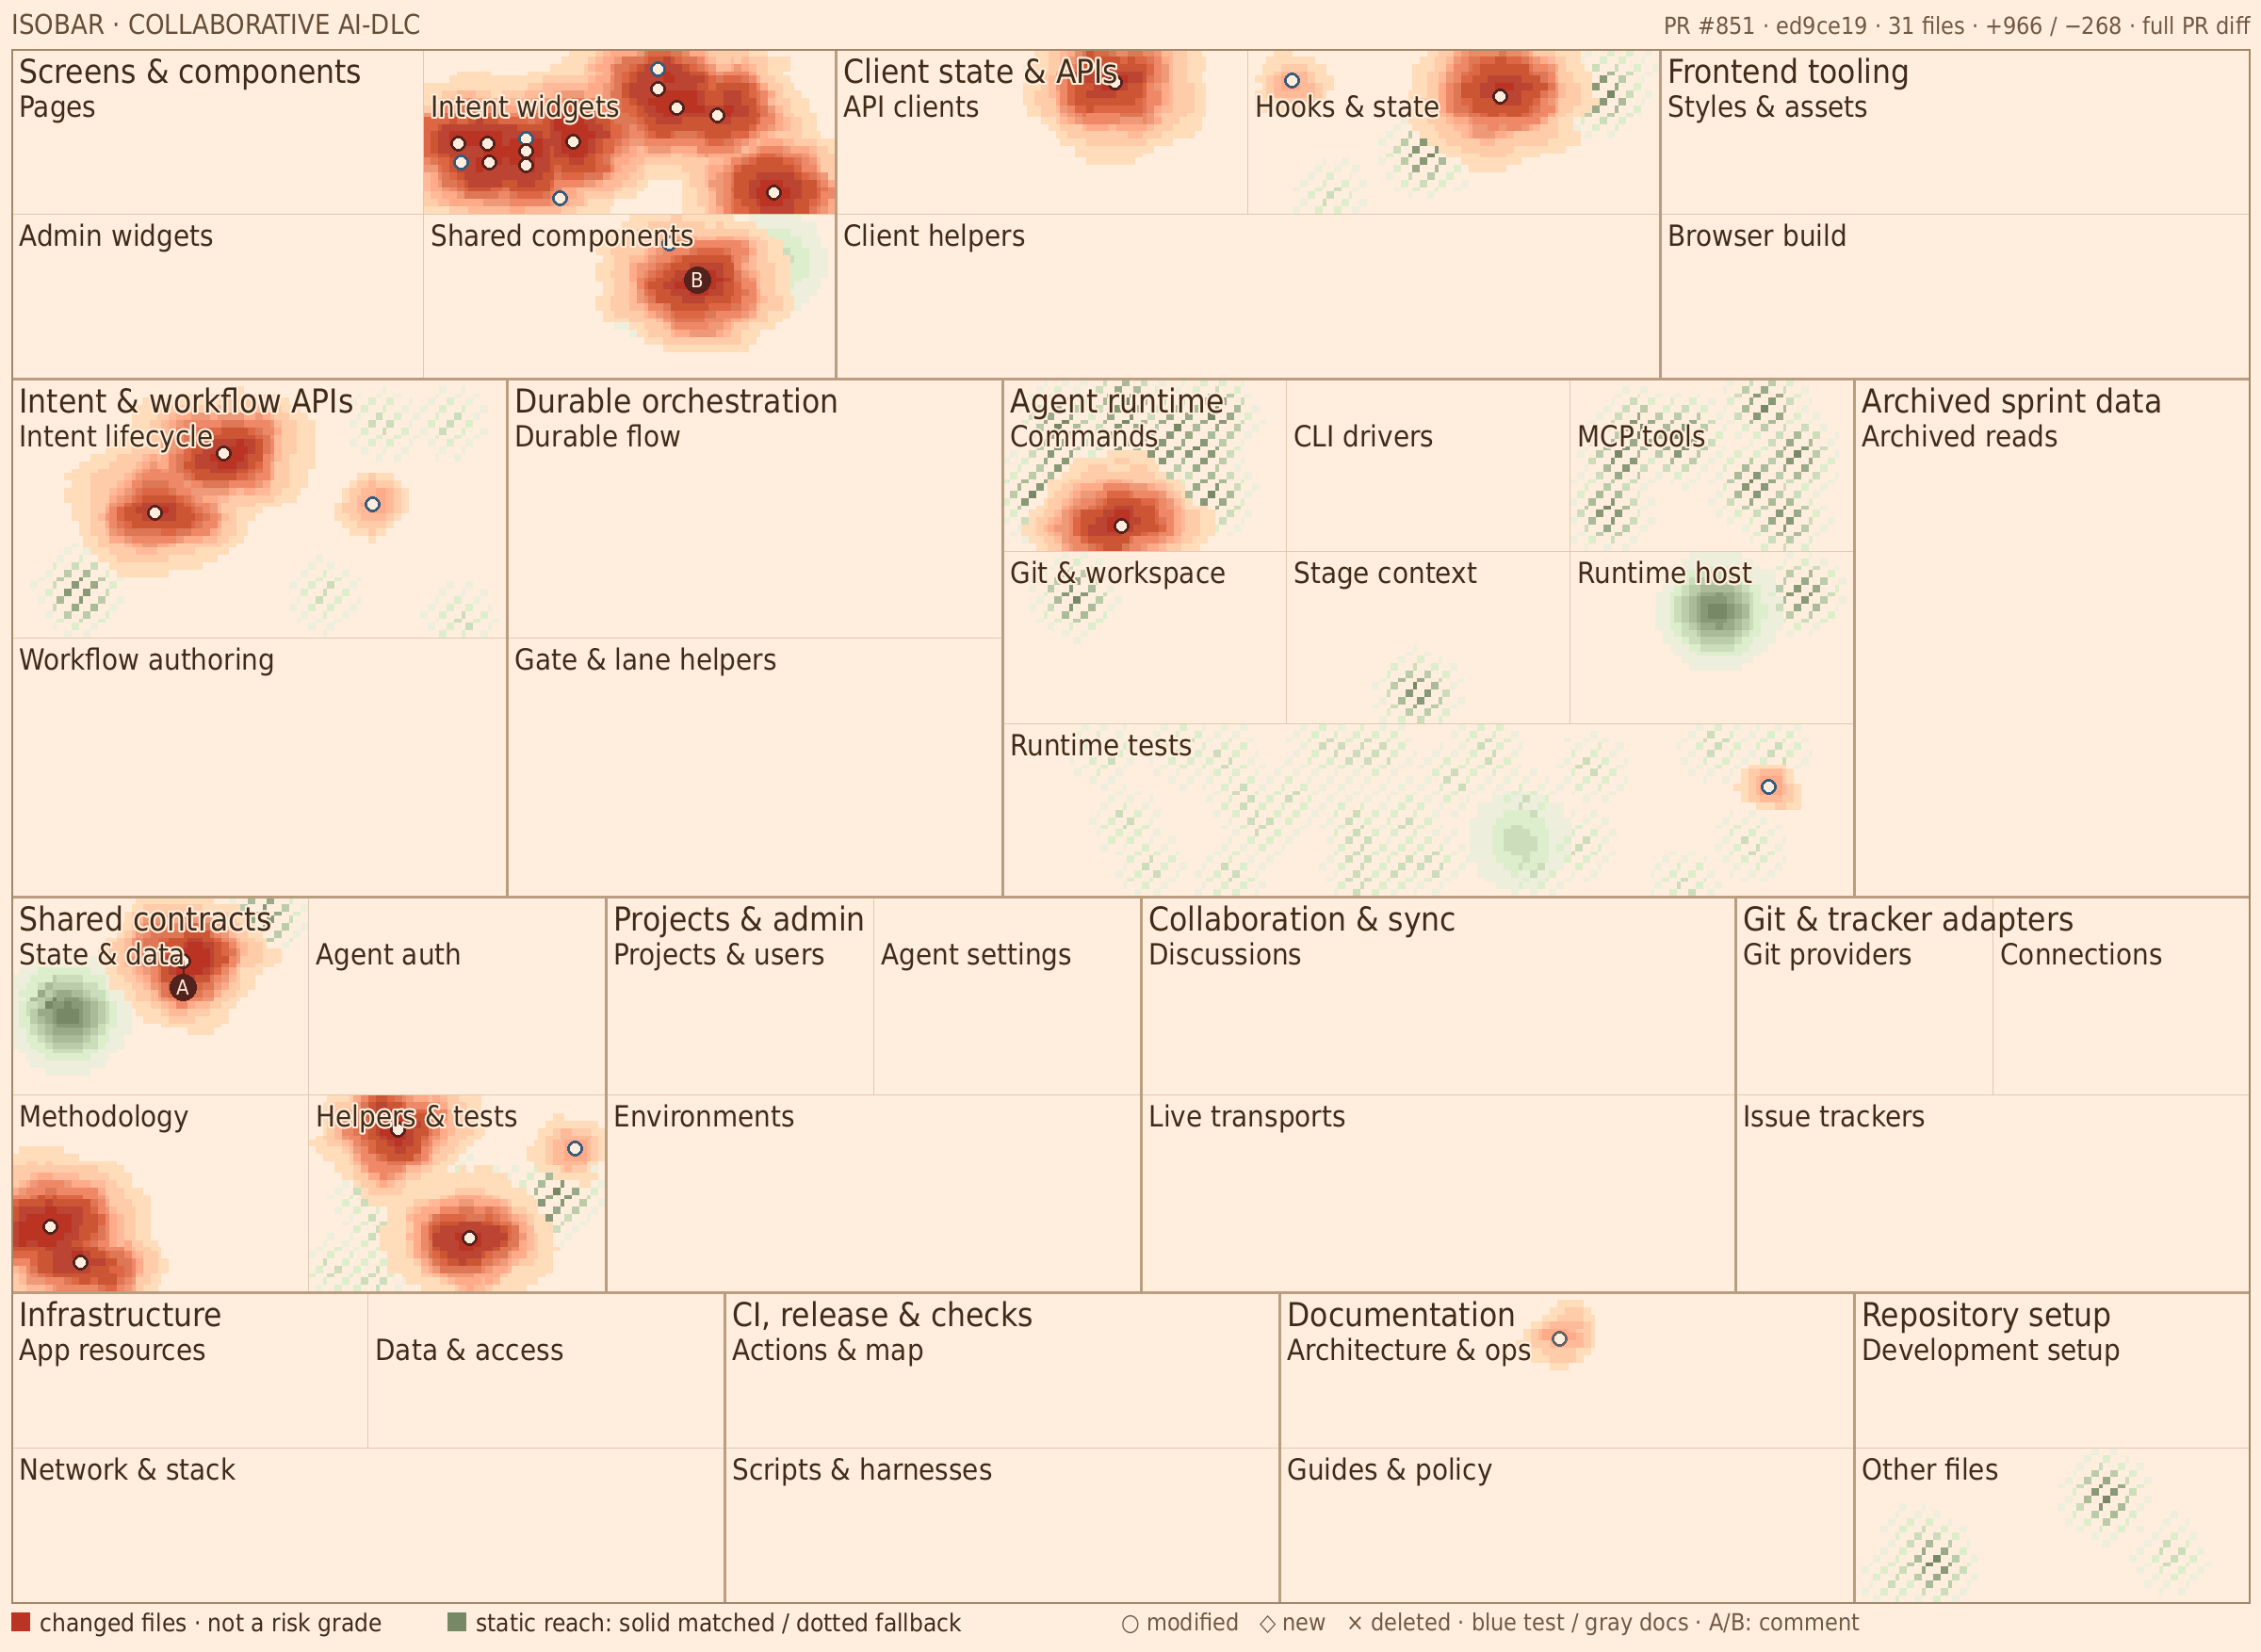 ISOBAR · COLLABORATIVE AI-DLC
PR #851 · ed9ce19 · 31 files · +966 / −268 · full PR diff
Screens & components
Pages
Intent widgets
Client state & APIs
API clients
Hooks & state
Frontend tooling
Styles & assets
Admin widgets
Shared components
B
Client helpers
Browser build
Intent & workflow APIs
Intent lifecycle
Durable orchestration
Durable flow
Agent runtime
Commands
CLI drivers
MCP tools
Archived sprint data
Archived reads
Git & workspace
Stage context
Runtime host
Workflow authoring
Gate & lane helpers
Runtime tests
Shared contracts
State & data
A
Agent auth
Projects & admin
Projects & users
Agent settings
Collaboration & sync
Discussions
Git & tracker adapters
Git providers
Connections
Methodology
Helpers & tests
Environments
Live transports
Issue trackers
Infrastructure
App resources
Data & access
CI, release & checks
Actions & map
Documentation
Architecture & ops
Repository setup
Development setup
Network & stack
Scripts & harnesses
Guides & policy
Other files
changed files · not a risk grade
static reach: solid matched / dotted fallback
○ modified ◇ new × deleted · blue test / gray docs · A/B: comment